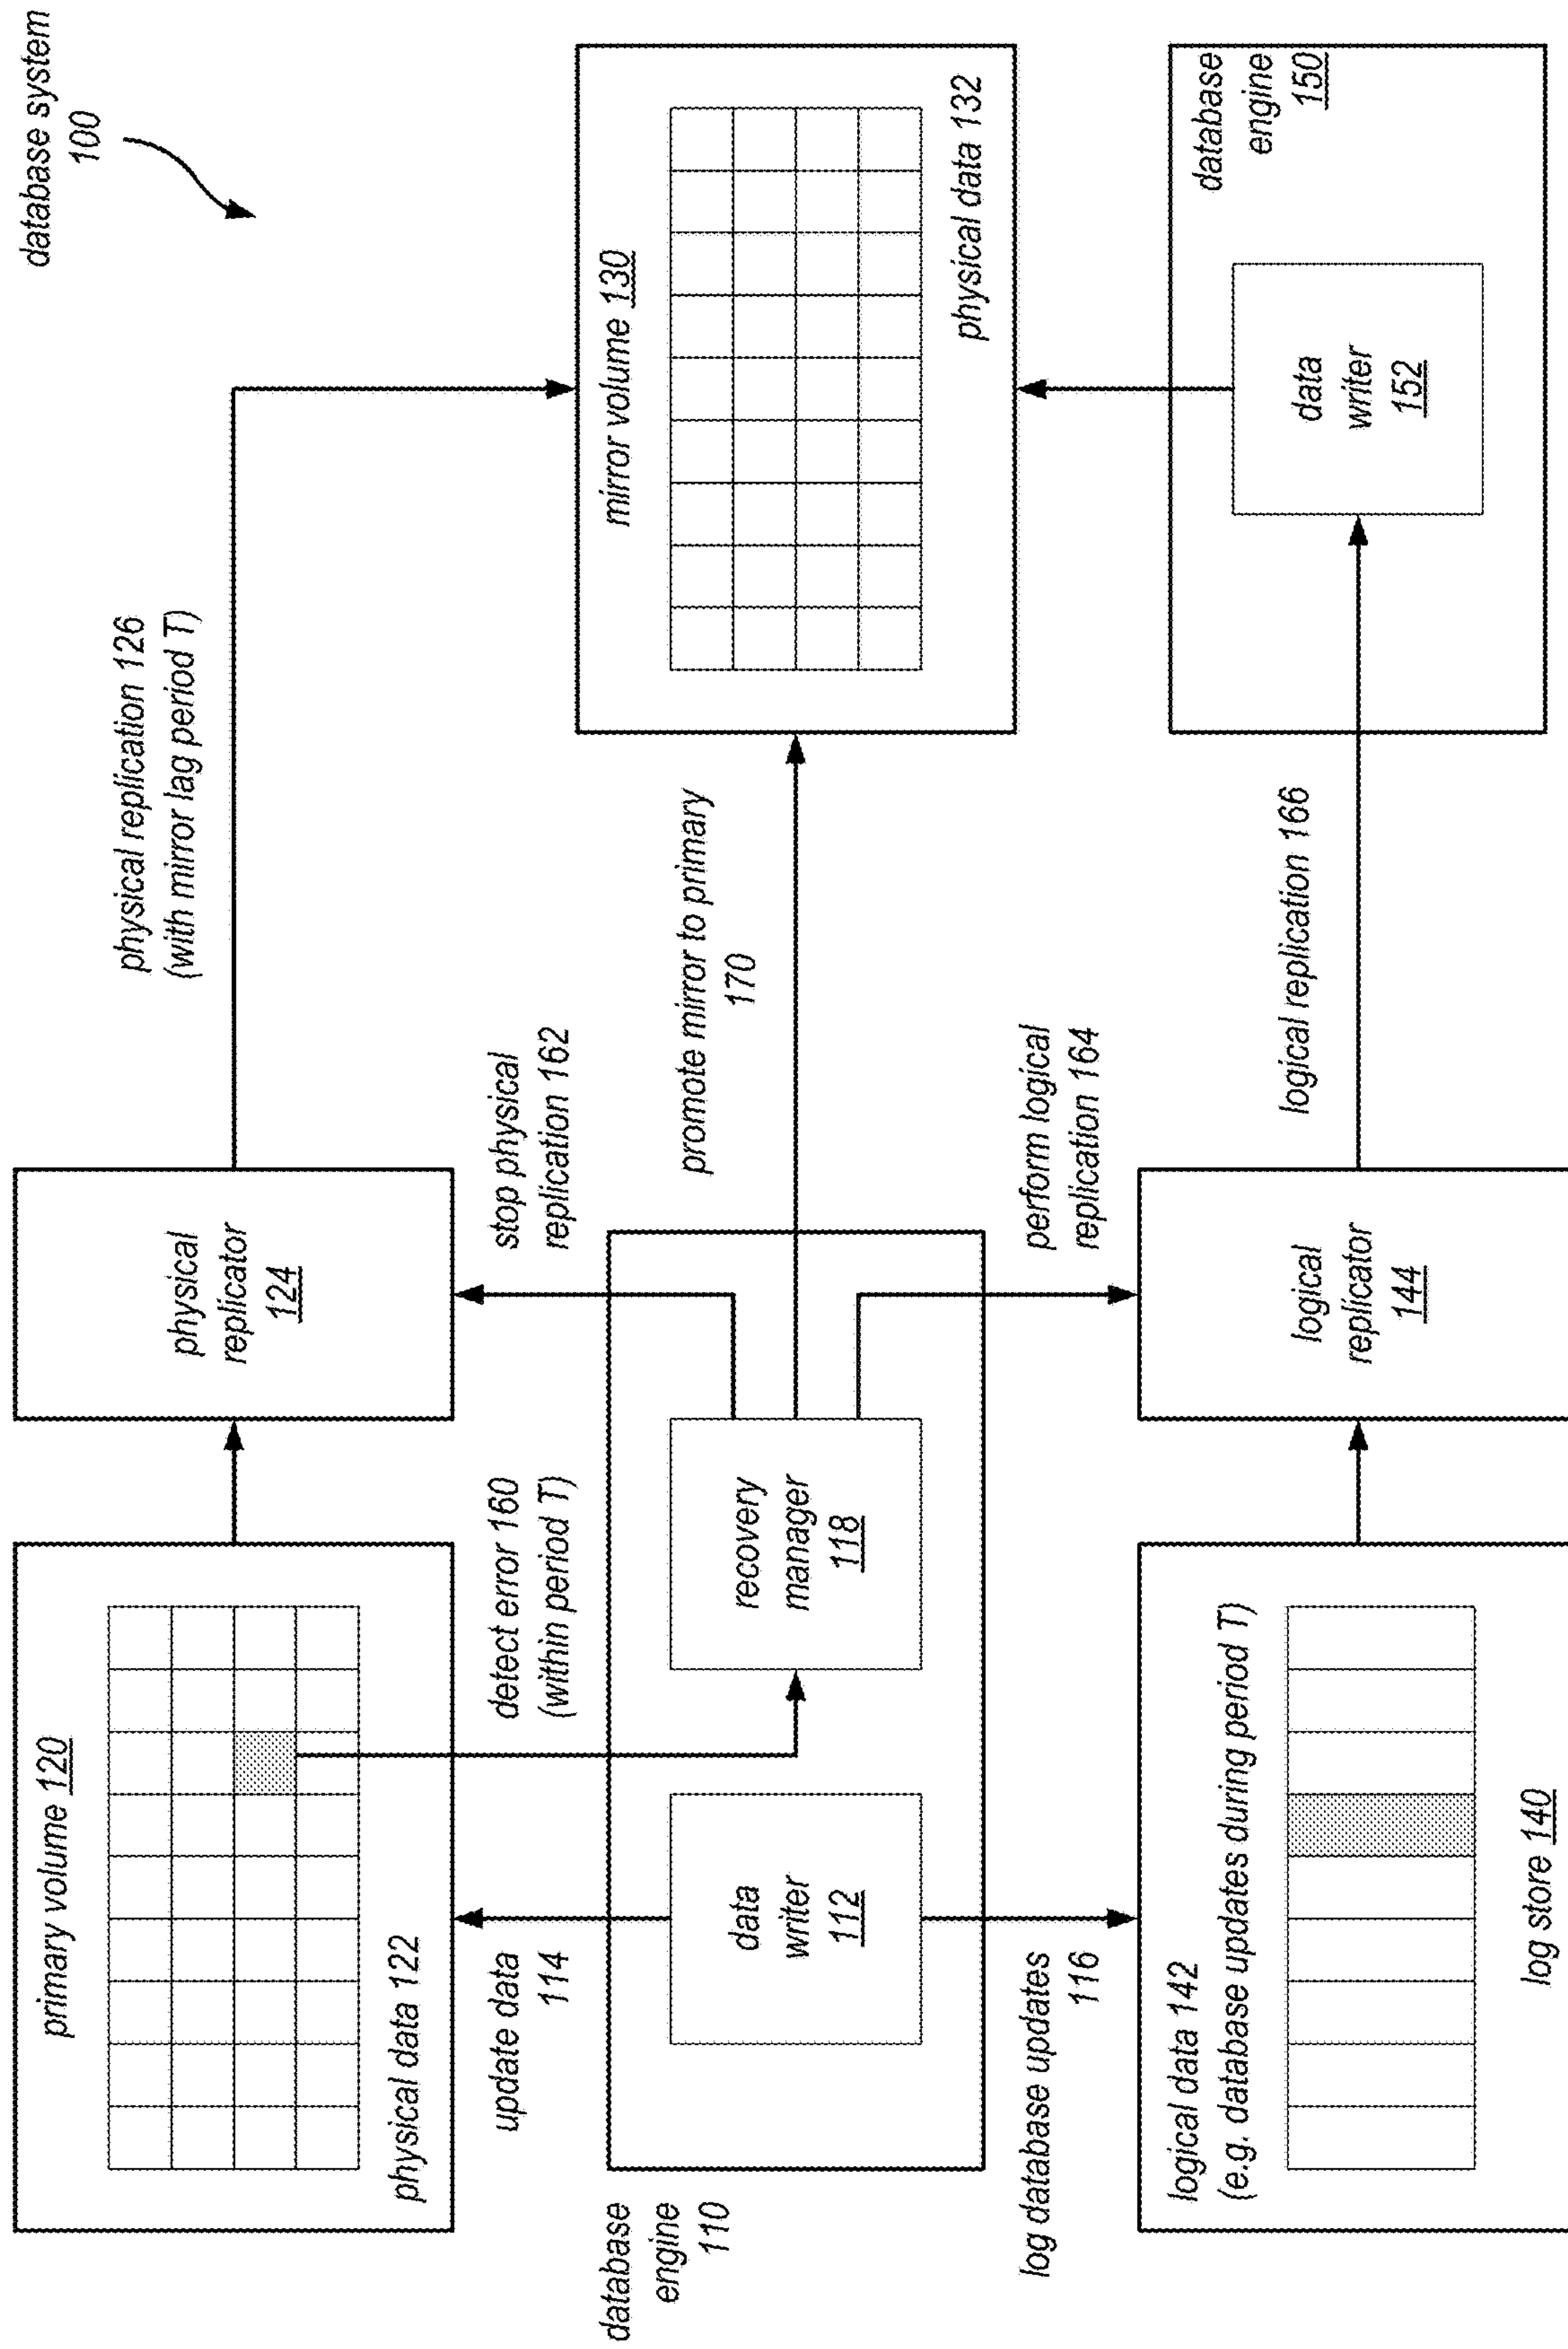 database system
100
primary volume 120
physical data 122
physical
replicator
124
physical replication 126
(with mirror lag period T)
update data
114
detect error 160
(within period T)
stop physical
replication 162
database
engine
110
data
writer
112
recovery
manager
118
promote mirror to primary
170
mirror volume 130
physical data 132
log database updates
116
perform logical
replication 164
logical data 142
(e.g. database updates during period T)
log store 140
logical
replicator
144
logical replication 166
database
engine
150
data
writer
152